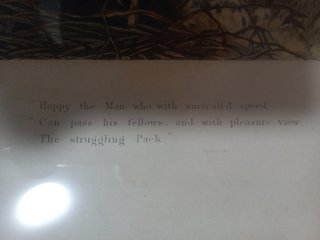 "Happy the Man who with unrivall'd speed
"Can pass his fellows, and with pleasure view
The struggling Pack."